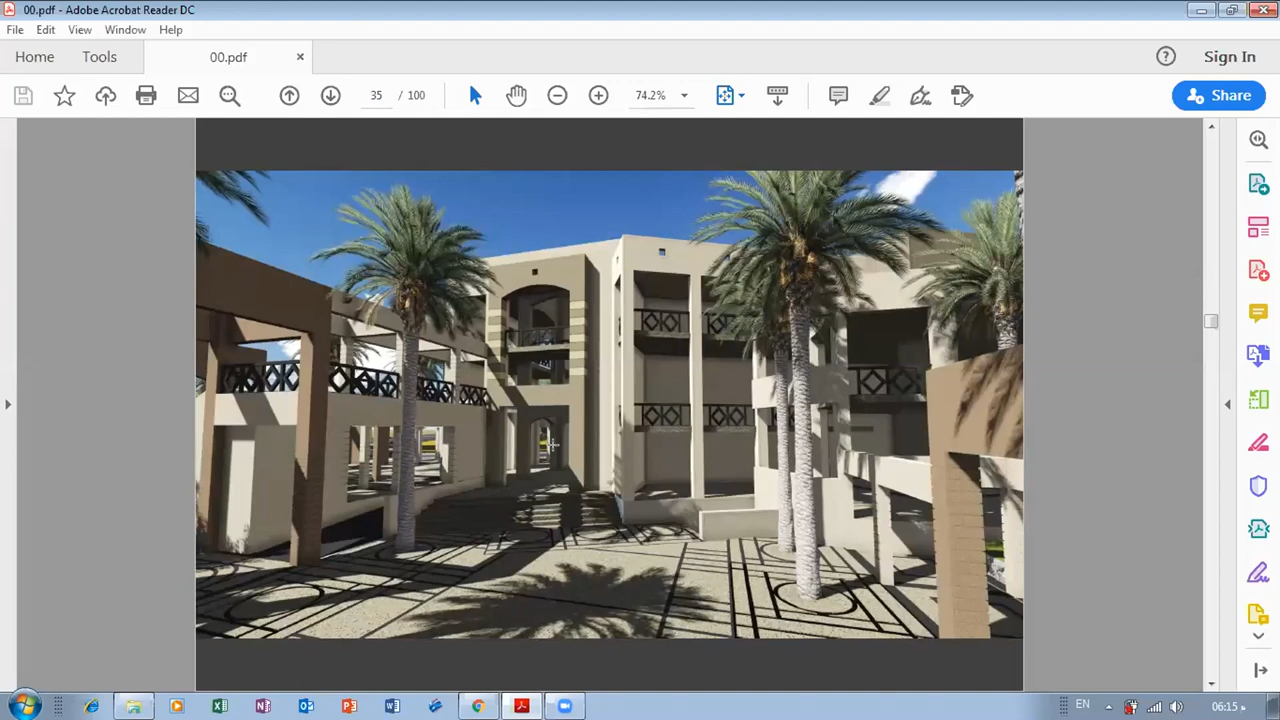 00.pdf - Adobe Acrobat Reader DC
File Edit View Window Help
Home Tools 00.pdf Sign In
35 / 100 74.2% Share
EN 06:15 م